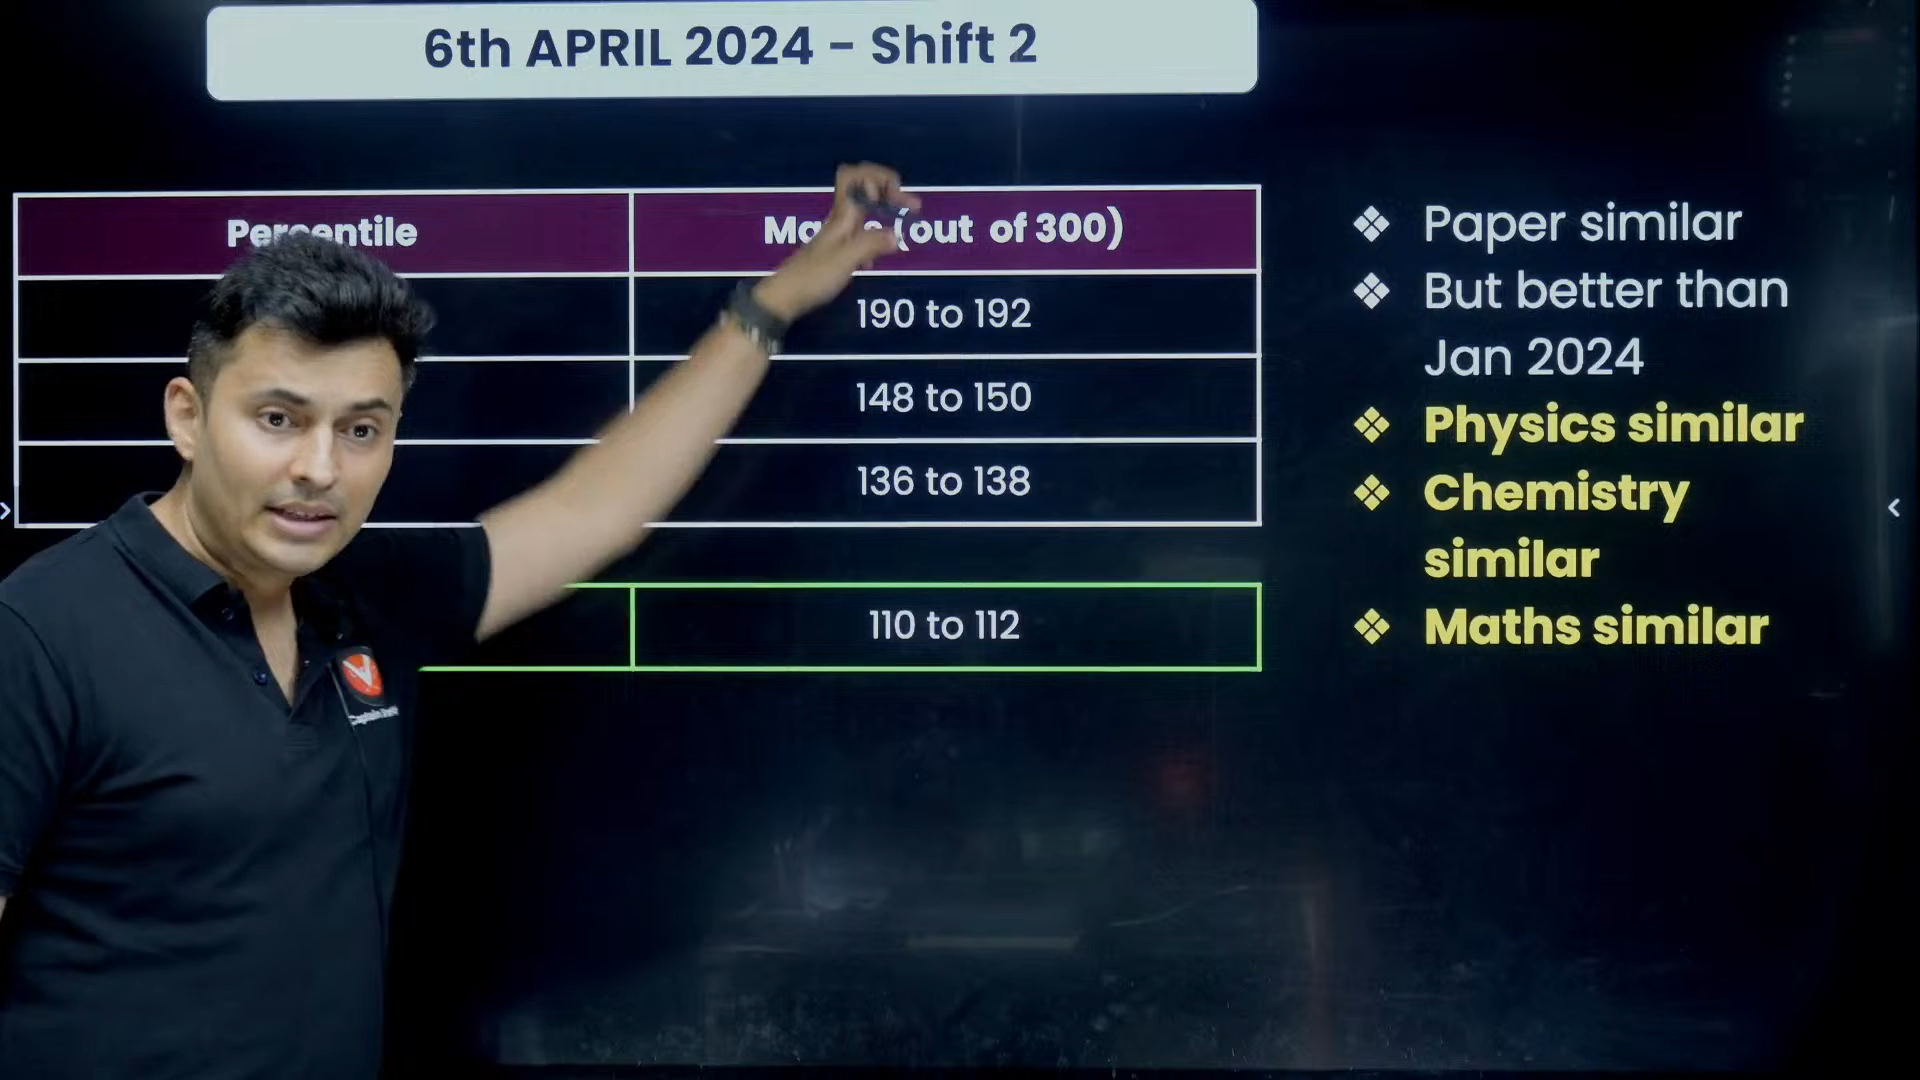 6th APRIL 2024 - Shift 2
Percentile
(out of 300)
190 to 192
148 to 150
136 to 138
110 to 112
❖ Paper similar
❖ But better than
Jan 2024
❖ Physics similar
❖ Chemistry
similar
❖ Maths similar